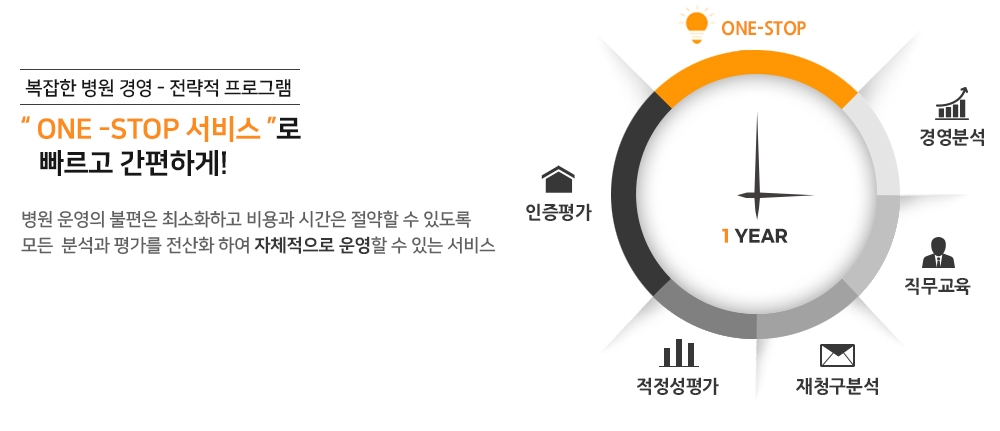 복잡한 병원 경영 - 전략적 프로그램
“ ONE -STOP 서비스 ”로
빠르고 간편하게!
병원 운영의 불편은 최소화하고 비용과 시간은 절약할 수 있도록
모든 분석과 평가를 전산화 하여 자체적으로 운영할 수 있는 서비스
ONE-STOP
경영분석
인증평가
1 YEAR
직무교육
적정성평가
재청구분석